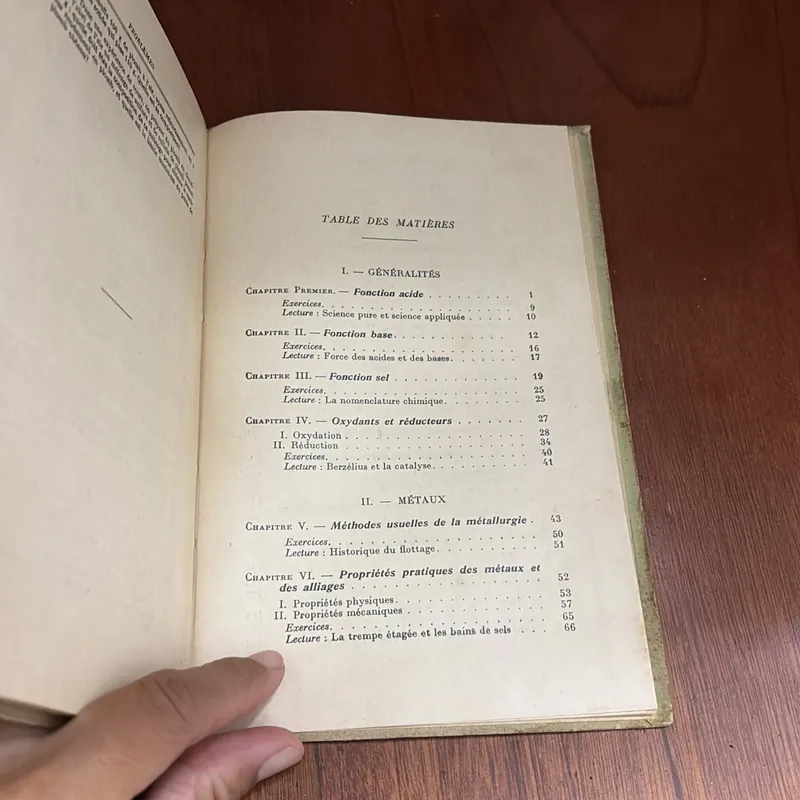 PROBLÈMES
TABLE DES MATIÈRES
I. — GÉNÉRALITÉS
CHAPITRE PREMIER. — Fonction acide . . . . . . . . . 1
Exercices. . . . . . . . . . . . . . . . . 9
Lecture : Science pure et science appliquée . . . . . 10
CHAPITRE II. — Fonction base. . . . . . . . . . . . 12
Exercices. . . . . . . . . . . . . . . . . 16
Lecture : Force des acides et des bases. . . . . . . 17
CHAPITRE III. — Fonction sel . . . . . . . . . . . . 19
Exercices. . . . . . . . . . . . . . . . . 25
Lecture : La nomenclature chimique. . . . . . . . 25
CHAPITRE IV. — Oxydants et réducteurs . . . . . . . 27
I. Oxydation . . . . . . . . . . . . . . . . 28
II. Réduction . . . . . . . . . . . . . . . . 34
Exercices. . . . . . . . . . . . . . . . . 40
Lecture : Berzélius et la catalyse. . . . . . . . . 41
II. — MÉTAUX
CHAPITRE V. — Méthodes usuelles de la métallurgie . 43
Exercices. . . . . . . . . . . . . . . . . 50
Lecture : Historique du flottage. . . . . . . . . . 51
CHAPITRE VI. — Propriétés pratiques des métaux et
des alliages . . . . . . . . . . . . . . . . 52
I. Propriétés physiques. . . . . . . . . . . . . 53
II. Propriétés mécaniques . . . . . . . . . . . . 57
Exercices. . . . . . . . . . . . . . . . . 65
Lecture : La trempe étagée et les bains de sels . . . 66